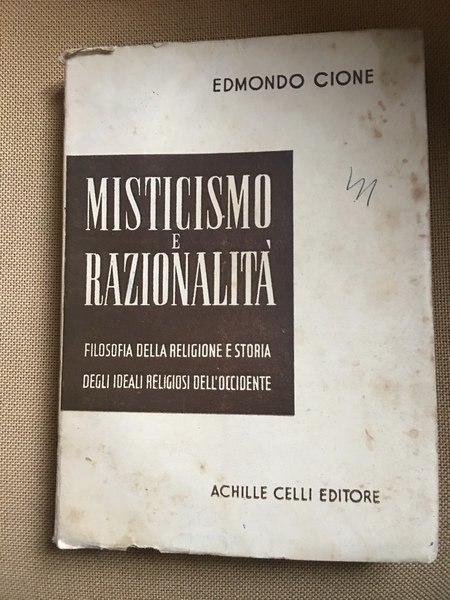 EDMONDO CIONE
MISTICISMO
E
RAZIONALITÀ
FILOSOFIA DELLA RELIGIONE E STORIA
DEGLI IDEALI RELIGIOSI DELL'OCCIDENTE
ACHILLE CELLI EDITORE